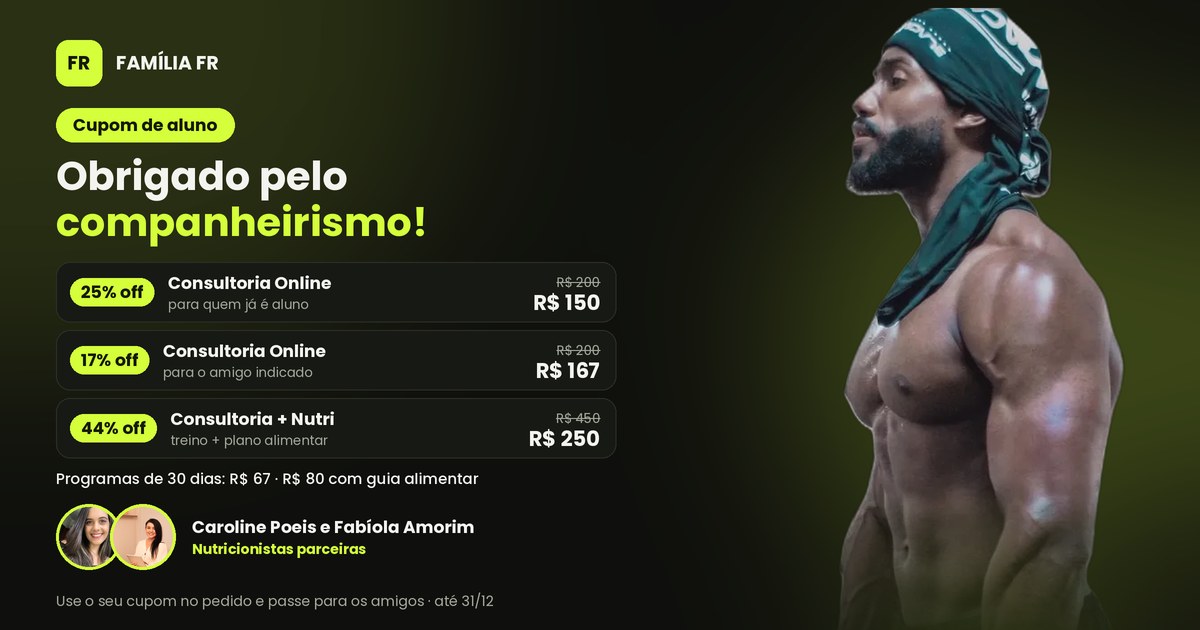 FR
FAMÍLIA FR
Cupom de aluno
Obrigado pelo
companheirismo!
25% off
Consultoria Online
para quem já é aluno
R$ 200
R$ 150
17% off
Consultoria Online
para o amigo indicado
R$ 200
R$ 167
44% off
Consultoria + Nutri
treino + plano alimentar
R$ 450
R$ 250
Programas de 30 dias: R$ 67 · R$ 80 com guia alimentar
Caroline Poeis e Fabíola Amorim
Nutricionistas parceiras
Use o seu cupom no pedido e passe para os amigos · até 31/12